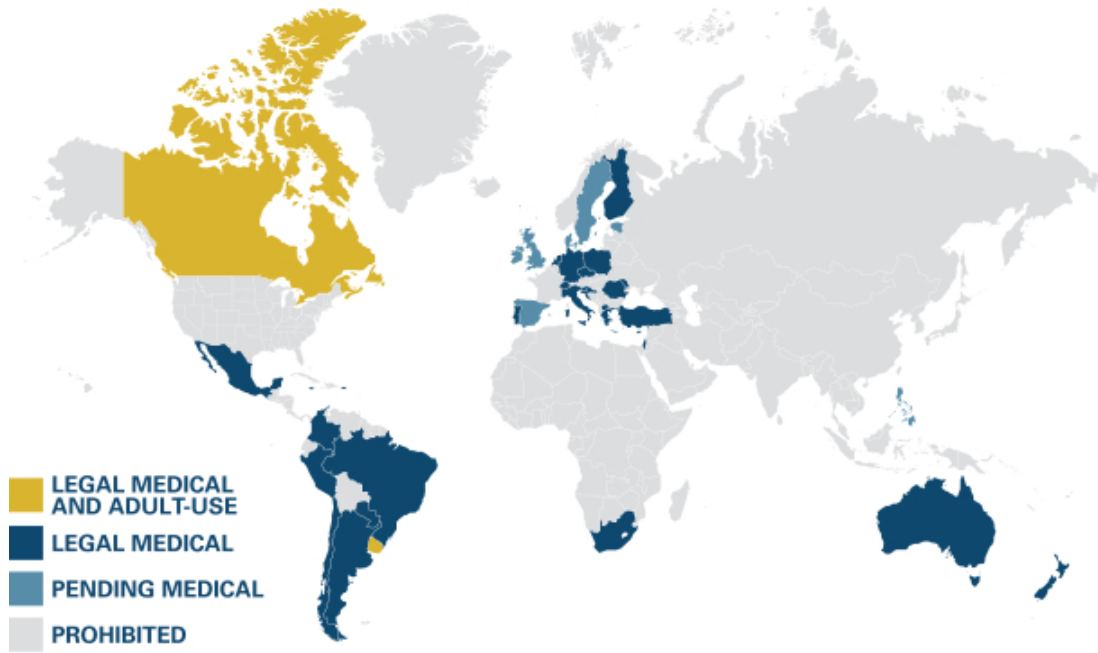 LEGAL MEDICAL
AND ADULT-USE
LEGAL MEDICAL
PENDING MEDICAL
PROHIBITED